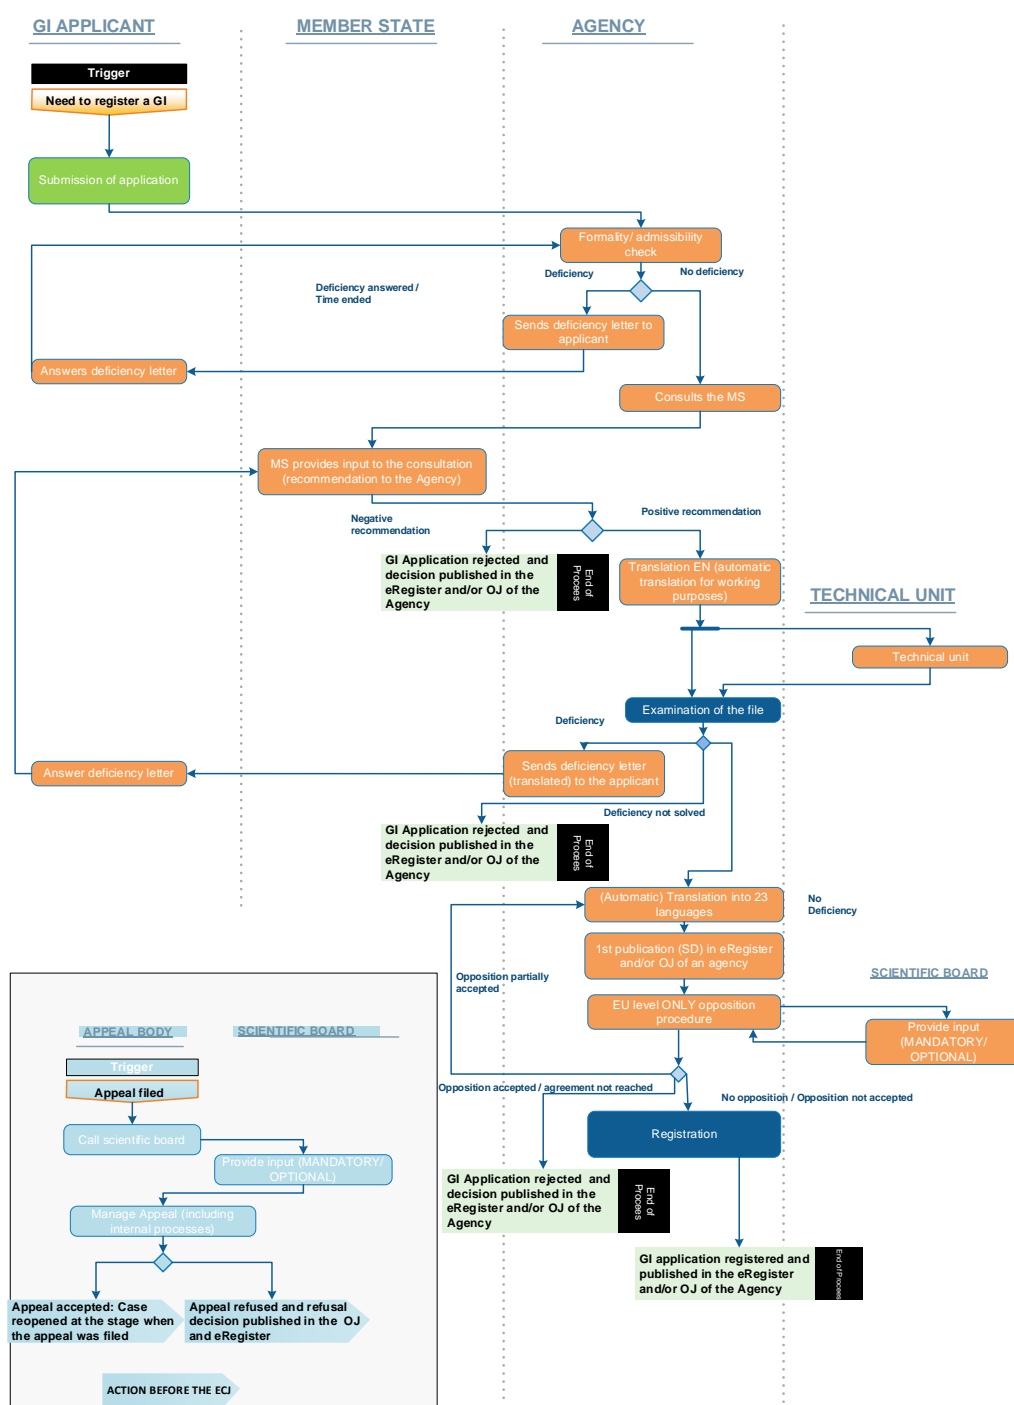 GI APPLICANT
MEMBER STATE
AGENCY
Trigger
Need to register a GI
Submission of application
Formality/ admissibility
check
Deficiency
No deficiency
Deficiency answered /
Time ended
Sends deficiency letter to
applicant
Answers deficiency letter
Consults the MS
MS provides input to the consultation
(recommendation to the Agency)
Negative
recommendation
Positive recommendation
GI Application rejected and
decision published in the
eRegister and/or OJ of the
Agency
End of
Procees
Translation EN (automatic
translation for working
purposes)
TECHNICAL UNIT
Technical unit
Examination of the file
Deficiency
Sends deficiency letter
(translated) to the applicant
Answer deficiency letter
Deficiency not solved
GI Application rejected and
decision published in the
eRegister and/or OJ of the
Agency
End of
Procees
(Automatic) Translation into 23
languages
No
Deficiency
1st publication (SD) in eRegister
and/or OJ of an agency
Opposition partially
accepted
SCIENTIFIC BOARD
EU level ONLY opposition
procedure
Provide input
(MANDATORY/
OPTIONAL)
Opposition accepted / agreement not reached
No opposition / Opposition not accepted
Registration
GI Application rejected and
decision published in the
eRegister and/or OJ of the
Agency
End of
Procees
GI application registered and
published in the eRegister
and/or OJ of the Agency
End of Procees
APPEAL BODY
SCIENTIFIC BOARD
Trigger
Appeal filed
Call scientific board
Provide input (MANDATORY/
OPTIONAL)
Manage Appeal (including
internal processes)
Appeal accepted: Case
reopened at the stage when
the appeal was filed
Appeal refused and refusal
decision published in the OJ
and eRegister
ACTION BEFORE THE ECJ